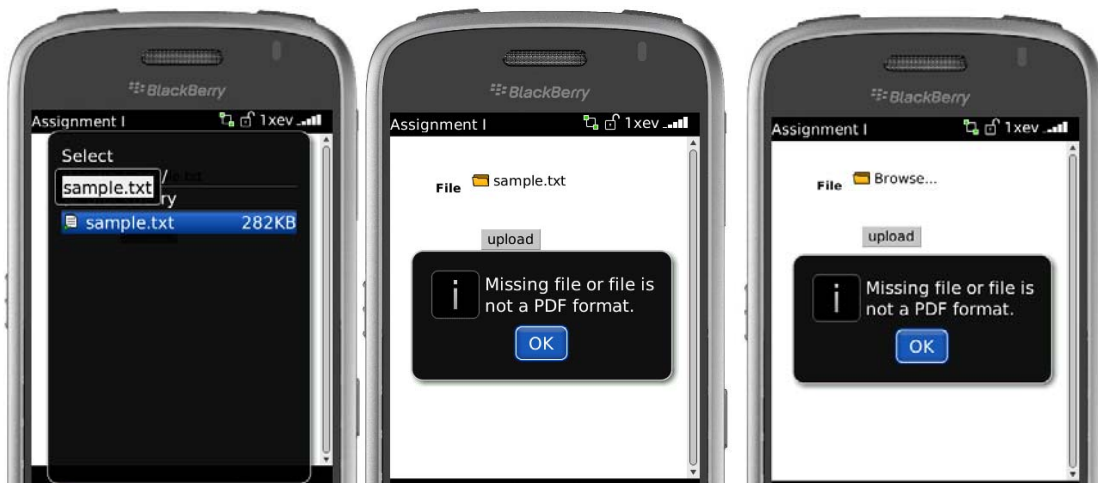 BlackBerry
Assignment I
1xev
Select
/
sample.txt
ry
sample.txt 282KB
BlackBerry
Assignment I
1xev
File sample.txt
upload
Missing file or file is
not a PDF format.
OK
BlackBerry
Assignment I
1xev
File Browse...
upload
Missing file or file is
not a PDF format.
OK